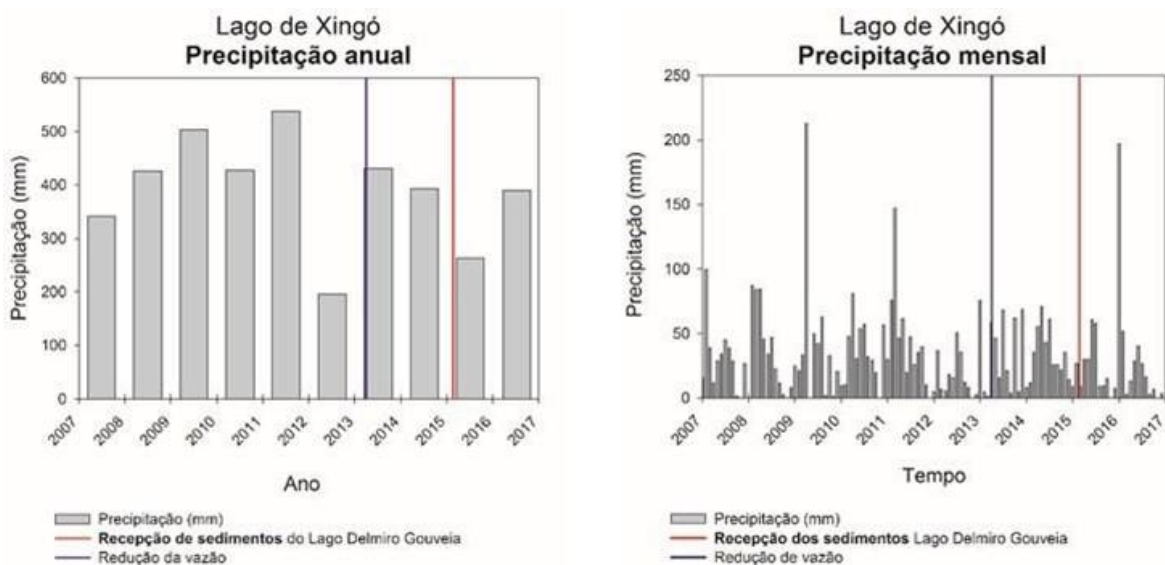 Lago de Xingó
Precipitação anual
600
500
400
300
200
100
0
Precipitação (mm)
2007
2008
2009
2010
2011
2012
2013
2014
2015
2016
2017
Ano
Precipitação (mm)
Recepção de sedimentos do Lago Delmiro Gouveia
Redução da vazão
Lago de Xingó
Precipitação mensal
250
200
150
100
50
0
Precipitação (mm)
2007
2008
2009
2010
2011
2012
2013
2014
2015
2016
2017
Tempo
Precipitação (mm)
Recepção dos sedimentos Lago Delmiro Gouveia
Redução de vazão